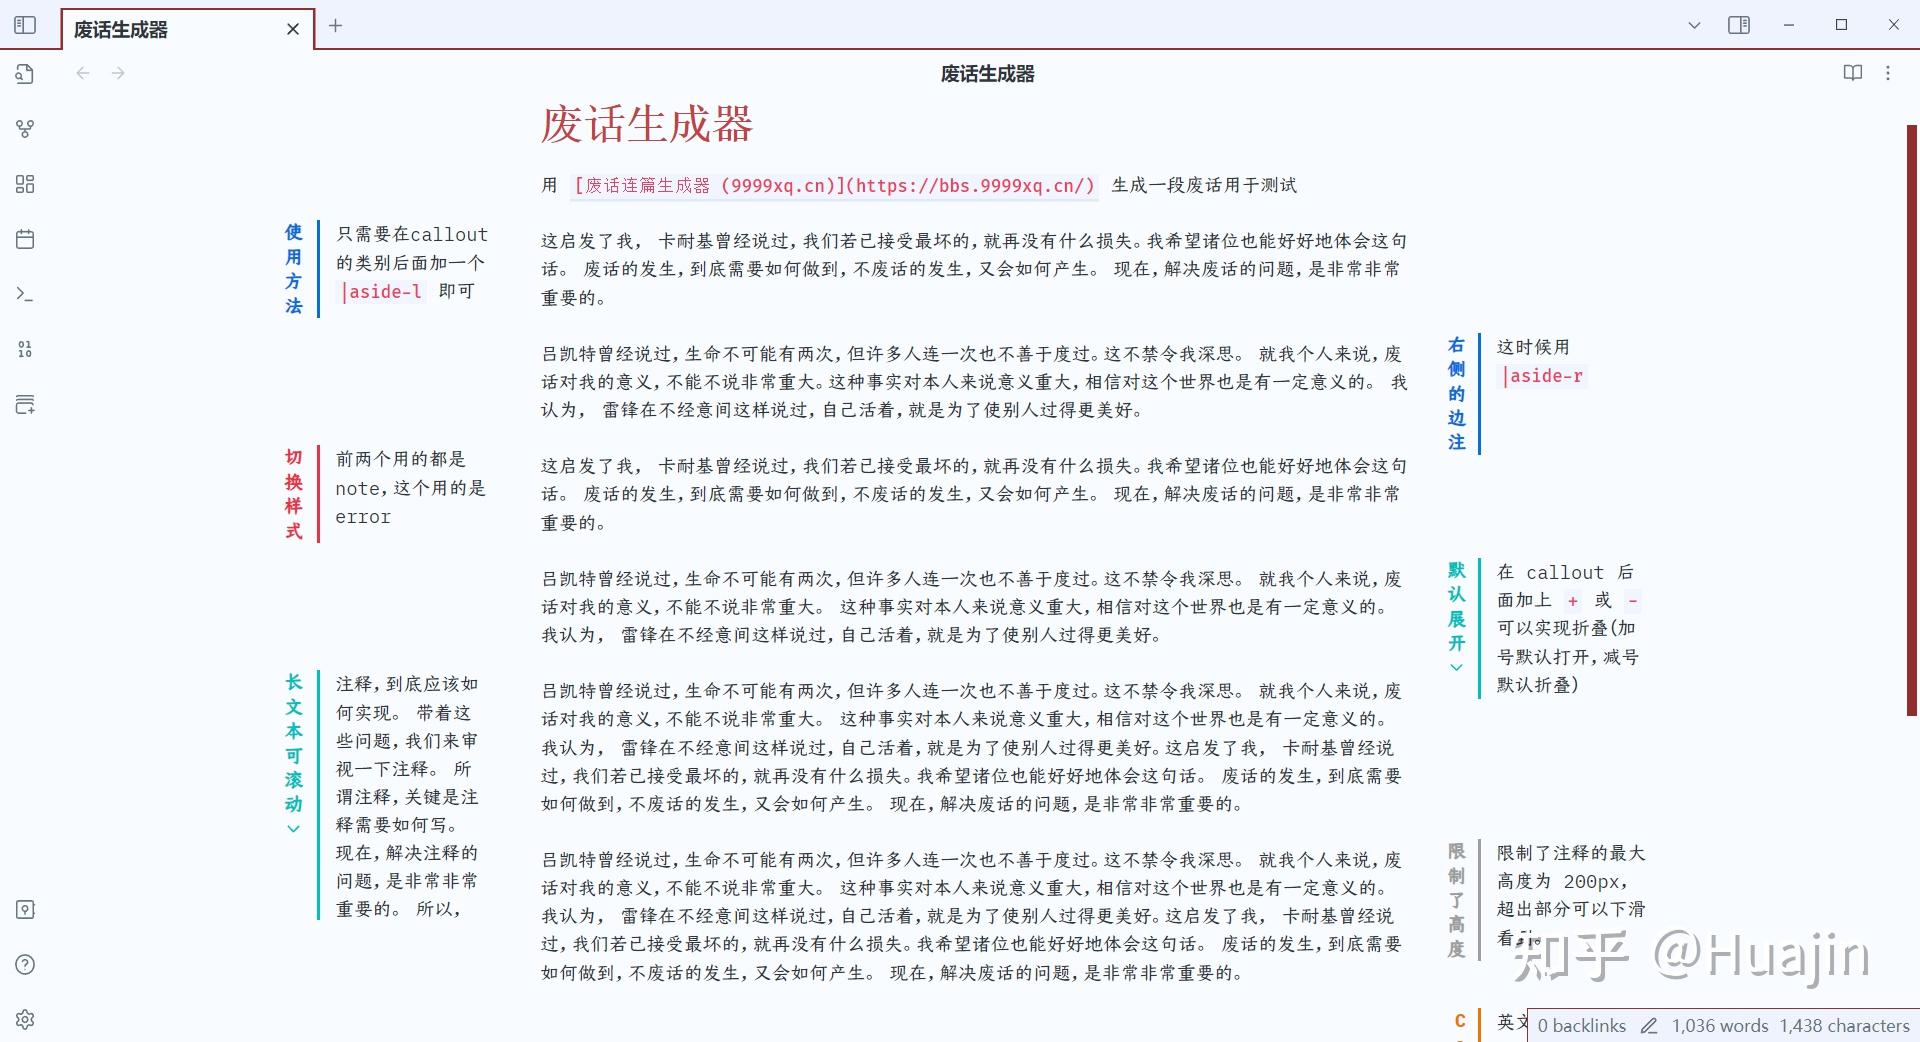 废话生成器
废话生成器
废话生成器
用 [废话连篇生成器 (9999xq.cn)](https://bbs.9999xq.cn/) 生成一段废话用于测试
使用方法
只需要在callout
的类别后面加一个
|aside-l 即可
这启发了我， 卡耐基曾经说过，我们若已接受最坏的，就再没有什么损失。我希望诸位也能好好地体会这句
话。 废话的发生，到底需要如何做到，不废话的发生，又会如何产生。 现在，解决废话的问题，是非常非常
重要的。
吕凯特曾经说过，生命不可能有两次，但许多人连一次也不善于度过。这不禁令我深思。 就我个人来说，废
话对我的意义，不能不说非常重大。这种事实对本人来说意义重大，相信对这个世界也是有一定意义的。 我
认为， 雷锋在不经意间这样说过，自己活着，就是为了使别人过得更美好。
右侧的边注
这时候用
|aside-r
切换样式
前两个用的都是
note，这个用的是
error
这启发了我， 卡耐基曾经说过，我们若已接受最坏的，就再没有什么损失。我希望诸位也能好好地体会这句
话。 废话的发生，到底需要如何做到，不废话的发生，又会如何产生。 现在，解决废话的问题，是非常非常
重要的。
吕凯特曾经说过，生命不可能有两次，但许多人连一次也不善于度过。这不禁令我深思。 就我个人来说，废
话对我的意义，不能不说非常重大。 这种事实对本人来说意义重大，相信对这个世界也是有一定意义的。
我认为， 雷锋在不经意间这样说过，自己活着，就是为了使别人过得更美好。
默认展开
在 callout 后
面加上 + 或 -
可以实现折叠(加
号默认打开，减号
默认折叠)
长文本可滚动
注释，到底应该如
何实现。 带着这
些问题，我们来审
视一下注释。 所
谓注释，关键是注
释需要如何写。
现在，解决注释的
问题，是非常非常
重要的。 所以，
吕凯特曾经说过，生命不可能有两次，但许多人连一次也不善于度过。这不禁令我深思。 就我个人来说，废
话对我的意义，不能不说非常重大。 这种事实对本人来说意义重大，相信对这个世界也是有一定意义的。
我认为， 雷锋在不经意间这样说过，自己活着，就是为了使别人过得更美好。这启发了我， 卡耐基曾经说
过，我们若已接受最坏的，就再没有什么损失。我希望诸位也能好好地体会这句话。 废话的发生，到底需要
如何做到，不废话的发生，又会如何产生。 现在，解决废话的问题，是非常非常重要的。
吕凯特曾经说过，生命不可能有两次，但许多人连一次也不善于度过。这不禁令我深思。 就我个人来说，废
话对我的意义，不能不说非常重大。 这种事实对本人来说意义重大，相信对这个世界也是有一定意义的。
我认为， 雷锋在不经意间这样说过，自己活着，就是为了使别人过得更美好。这启发了我， 卡耐基曾经说
过，我们若已接受最坏的，就再没有什么损失。我希望诸位也能好好地体会这句话。 废话的发生，到底需要
如何做到，不废话的发生，又会如何产生。 现在，解决废话的问题，是非常非常重要的。
限制了高度
限制了注释的最大
高度为 200px，
超出部分可以下滑
看
知乎 @Huajin
C
英文
0 backlinks 1,036 words 1,438 characters